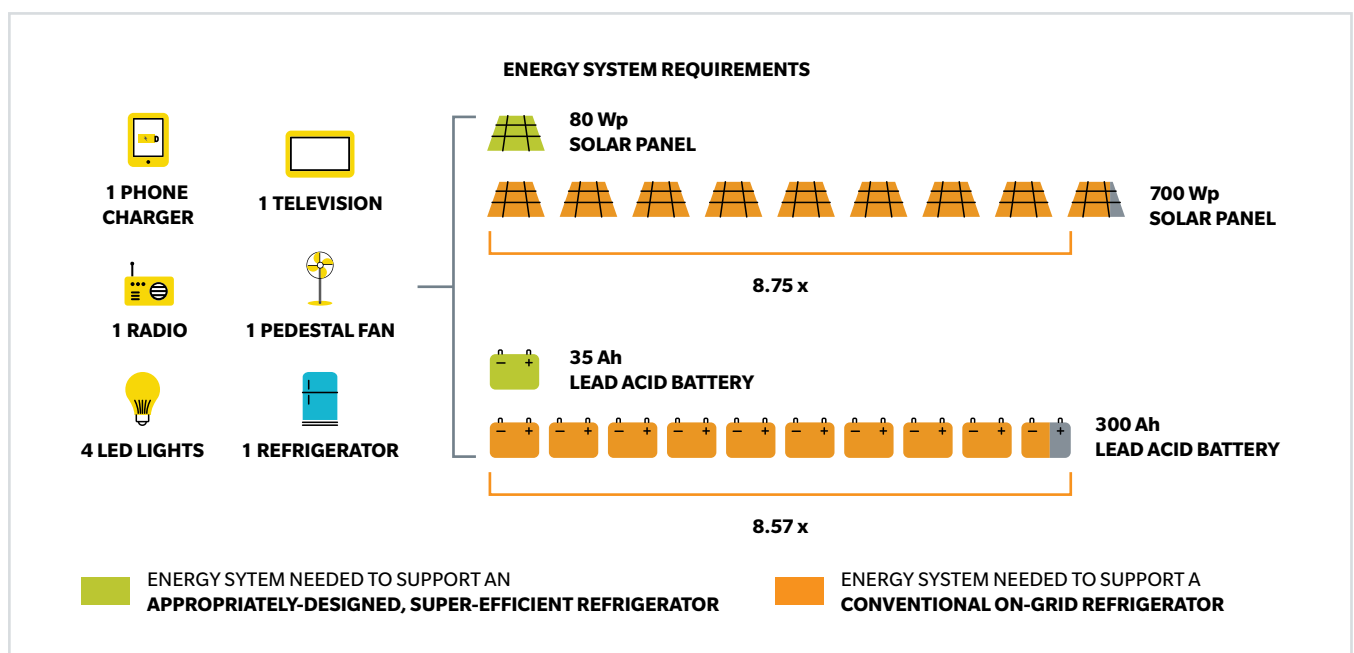 ENERGY SYSTEM REQUIREMENTS
1 PHONE
CHARGER
1 TELEVISION
1 RADIO
1 PEDESTAL FAN
4 LED LIGHTS
1 REFRIGERATOR
80 Wp
SOLAR PANEL
700 Wp
SOLAR PANEL
8.75 x
35 Ah
LEAD ACID BATTERY
300 Ah
LEAD ACID BATTERY
8.57 x
ENERGY SYTEM NEEDED TO SUPPORT AN
APPROPRIATELY-DESIGNED, SUPER-EFFICIENT REFRIGERATOR
ENERGY SYSTEM NEEDED TO SUPPORT A
CONVENTIONAL ON-GRID REFRIGERATOR